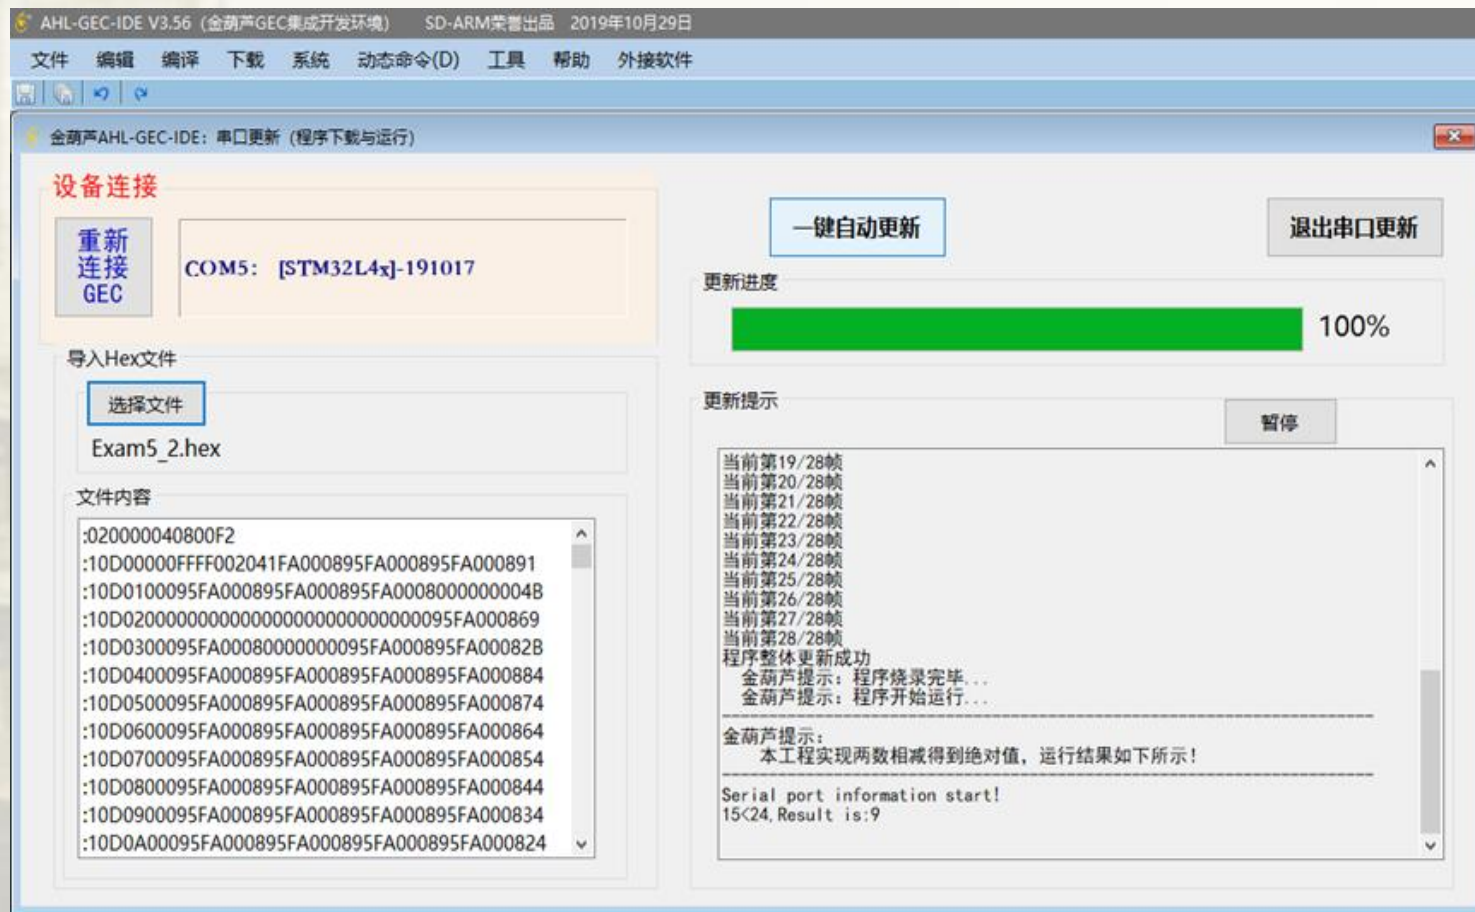 AHL-GEC-IDE V3.56（金葫芦GEC集成开发环境） SD-ARM荣誉出品 2019年10月29日
文件 编辑 编译 下载 系统 动态命令(D) 工具 帮助 外接软件
金葫芦AHL-GEC-IDE：串口更新（程序下载与运行）
设备连接
重新
连接
GEC
COM5: [STM32L4x]-191017
导入Hex文件
选择文件
Exam5_2.hex
文件内容
:020000040800F2
:10D00000FFFF002041FA000895FA000895FA000891
:10D0100095FA000895FA000895FA0008000000004B
:10D0200000000000000000000000000095FA000869
:10D0300095FA00080000000095FA000895FA00082B
:10D0400095FA000895FA000895FA000895FA000884
:10D0500095FA000895FA000895FA000895FA000874
:10D0600095FA000895FA000895FA000895FA000864
:10D0700095FA000895FA000895FA000895FA000854
:10D0800095FA000895FA000895FA000895FA000844
:10D0900095FA000895FA000895FA000895FA000834
:10D0A00095FA000895FA000895FA000895FA000824
一键自动更新
退出串口更新
更新进度
100%
更新提示
暂停
当前第19/28帧
当前第20/28帧
当前第21/28帧
当前第22/28帧
当前第23/28帧
当前第24/28帧
当前第25/28帧
当前第26/28帧
当前第27/28帧
当前第28/28帧
程序整体更新成功
金葫芦提示：程序烧录完毕...
金葫芦提示：程序开始运行...
金葫芦提示：
本工程实现两数相减得到绝对值，运行结果如下所示！
Serial port information start!
15<24,Result is:9